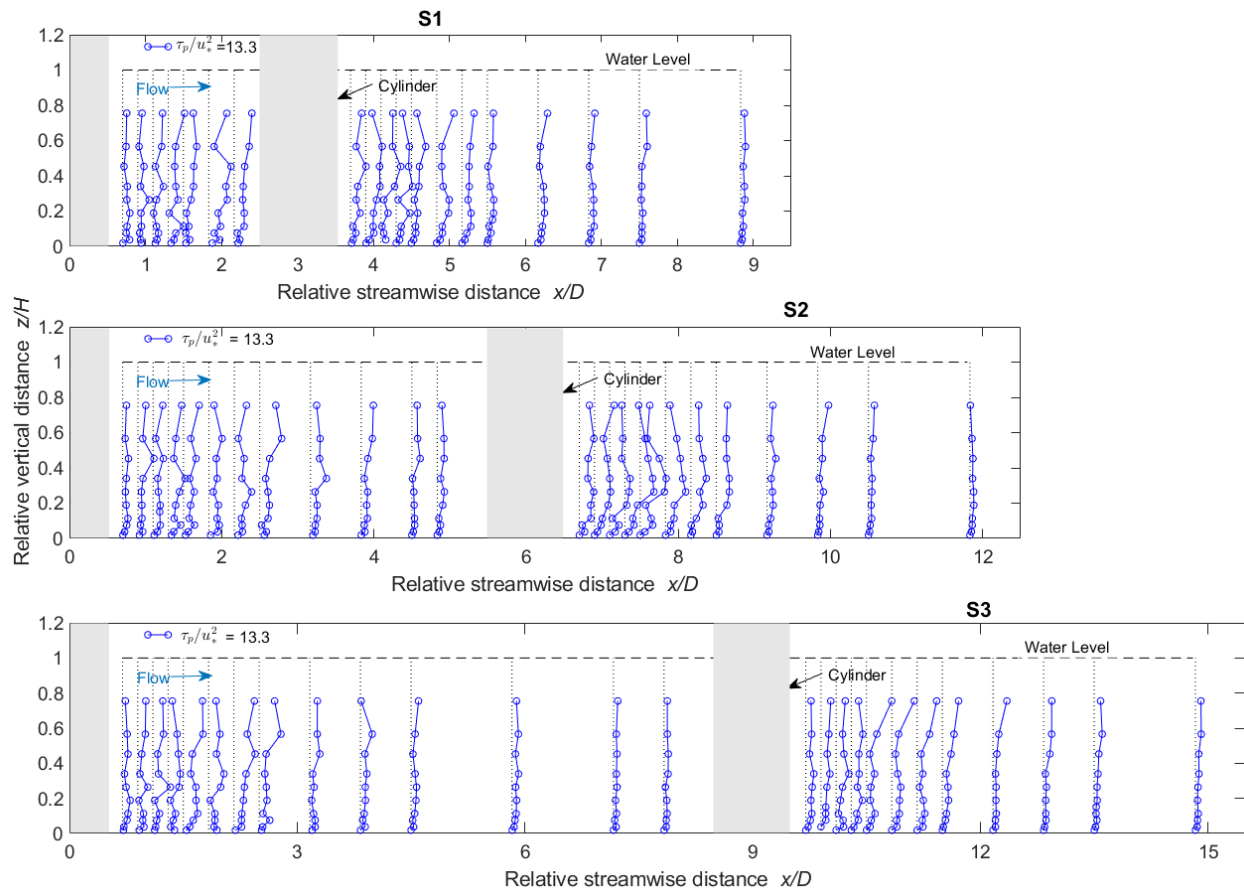 S1
1.2
1
0.8
0.6
0.4
0.2
0
τp/u*² =13.3
Water Level
Flow
Cylinder
0 1 2 3 4 5 6 7 8 9
Relative streamwise distance x/D
Relative vertical distance z/H
S2
1.2
1
0.8
0.6
0.4
0.2
0
τp/u*² = 13.3
Water Level
Flow
Cylinder
0 2 4 6 8 10 12
Relative streamwise distance x/D
S3
1.2
1
0.8
0.6
0.4
0.2
0
τp/u*² = 13.3
Water Level
Flow
Cylinder
0 3 6 9 12 15
Relative streamwise distance x/D